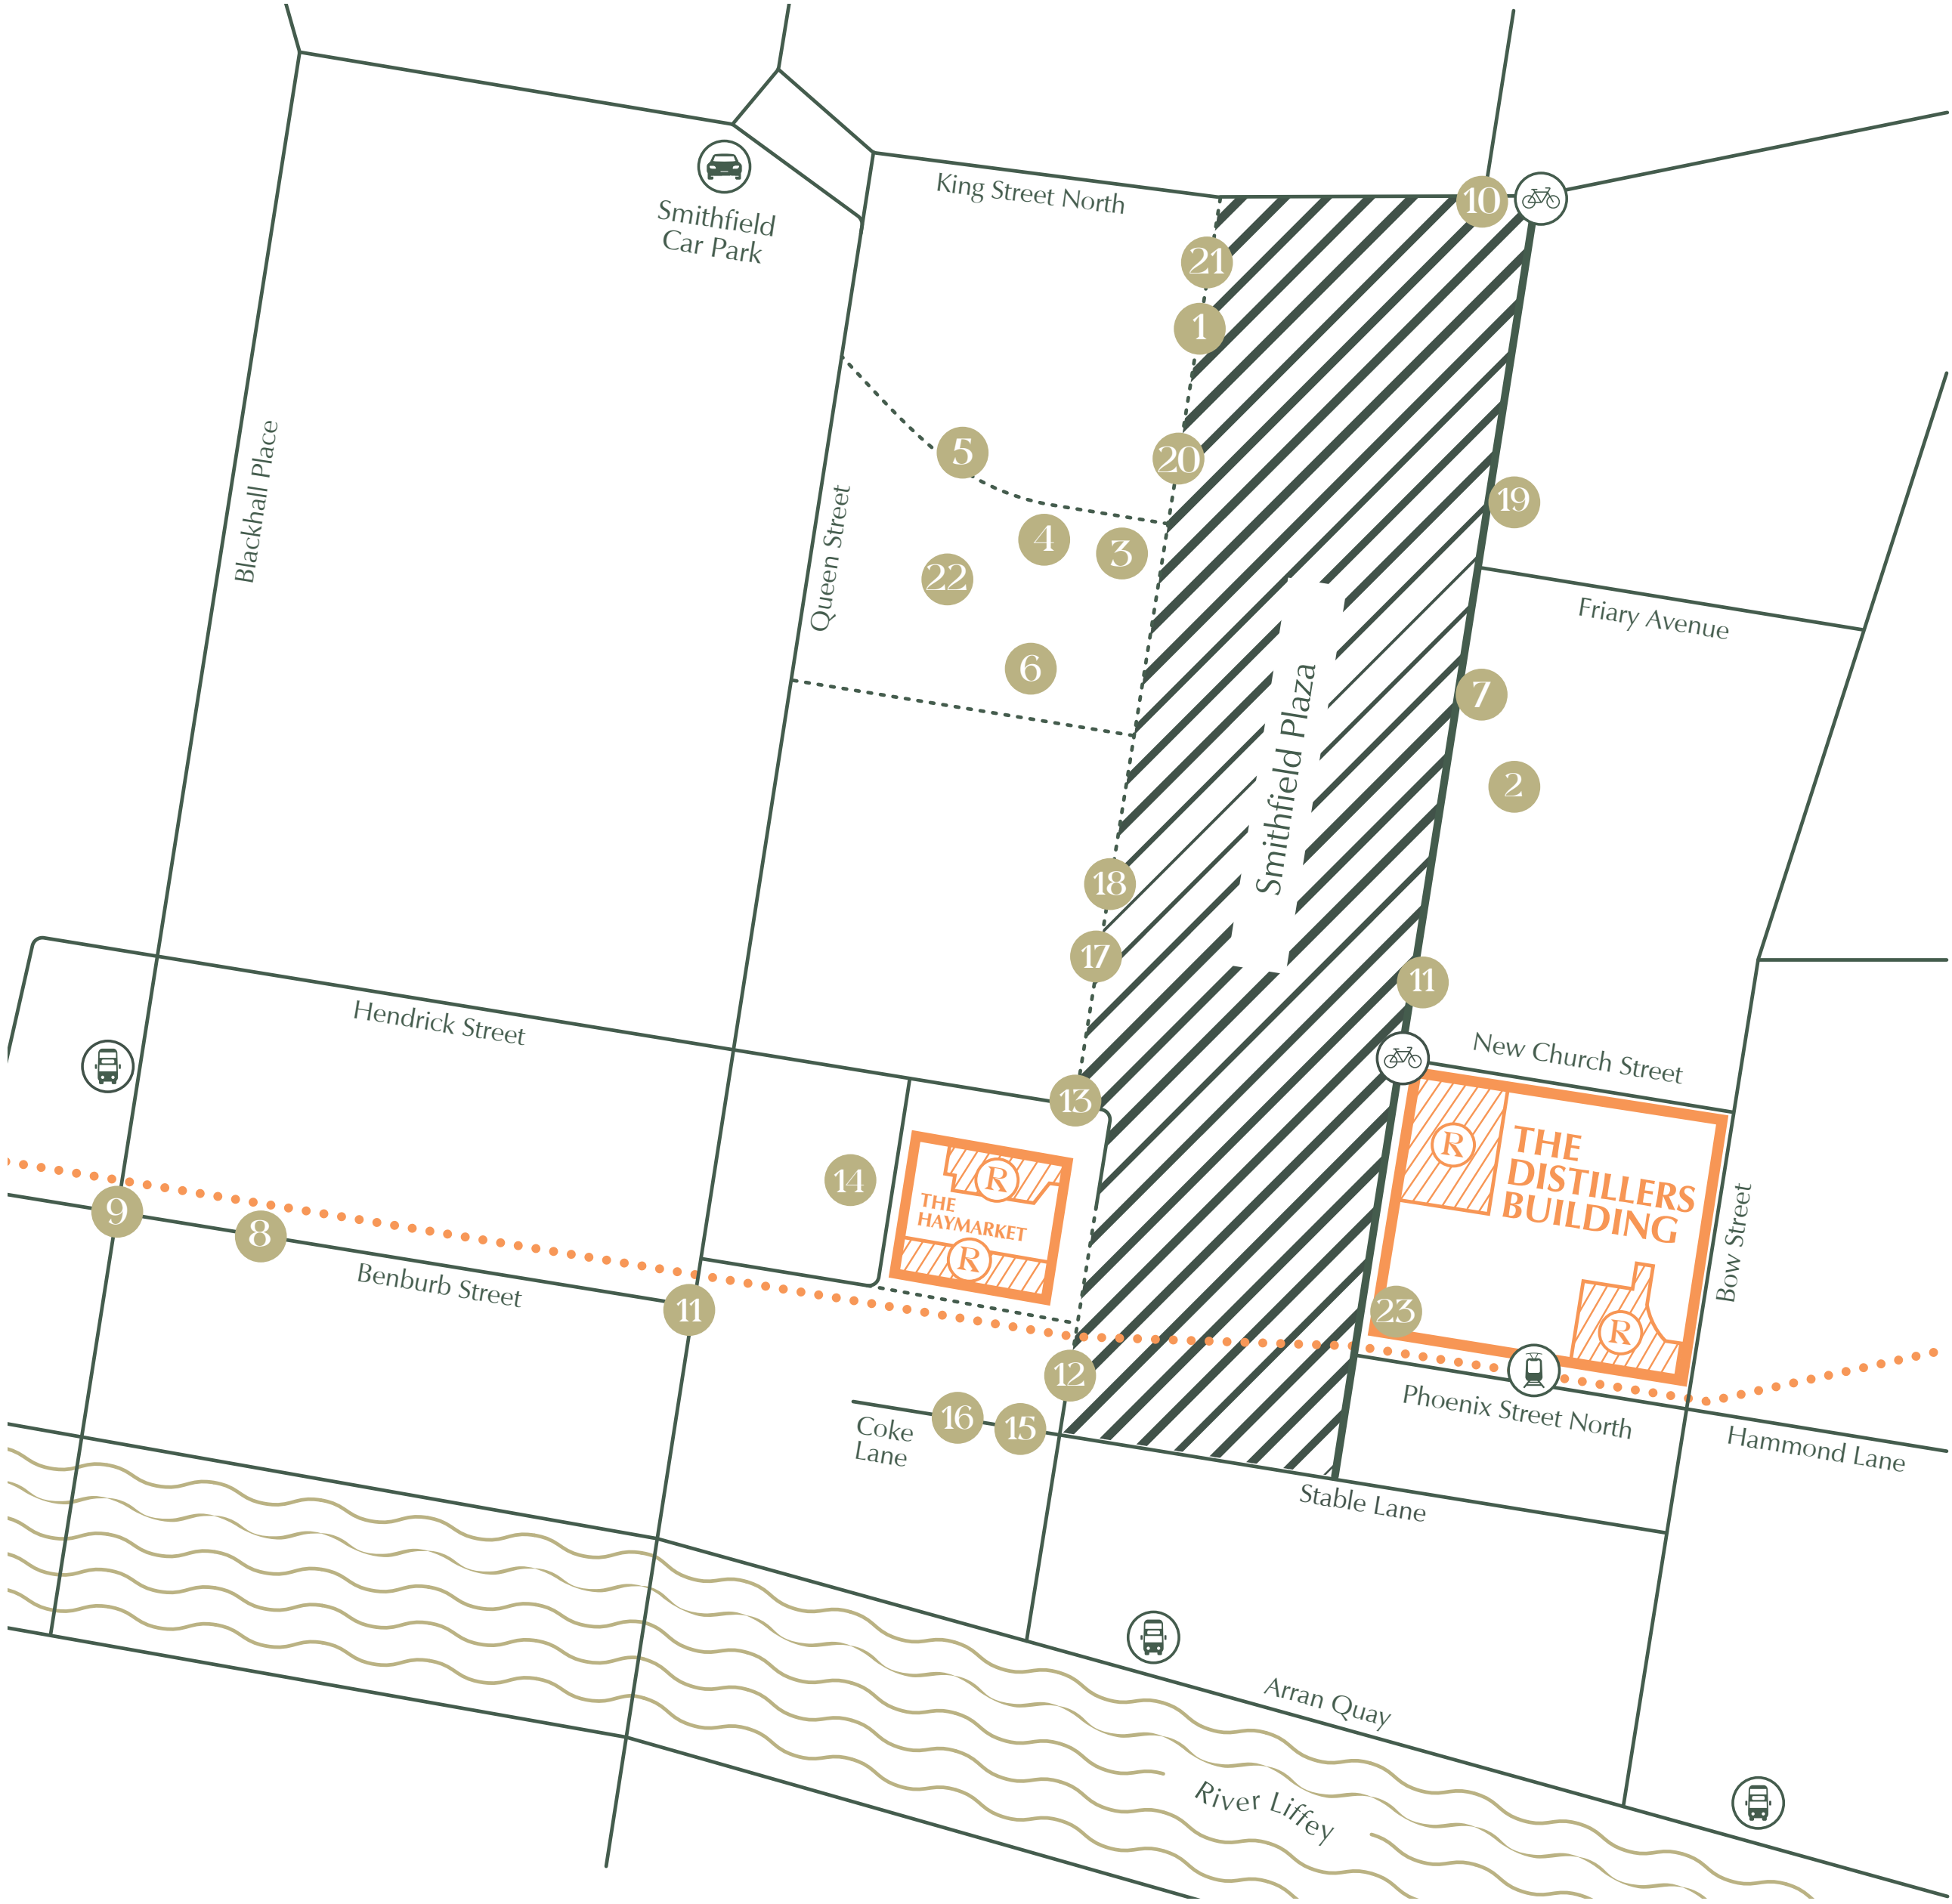 King Street North
10
Smithfield
Car Park
21
1
Blackhall Place
5
20
Queen Street
19
4
3
22
Friary Avenue
6
7
Smithfield Plaza
2
18
17
11
Hendrick Street
New Church Street
13
14
R
THE
HAYMARKET
R
R
THE
DISTILLERS
BUILDING
Bow Street
9
8
Benburb Street
11
23
R
12
Phoenix Street North
16
15
Coke
Lane
Hammond Lane
Stable Lane
Arran Quay
River Liffey